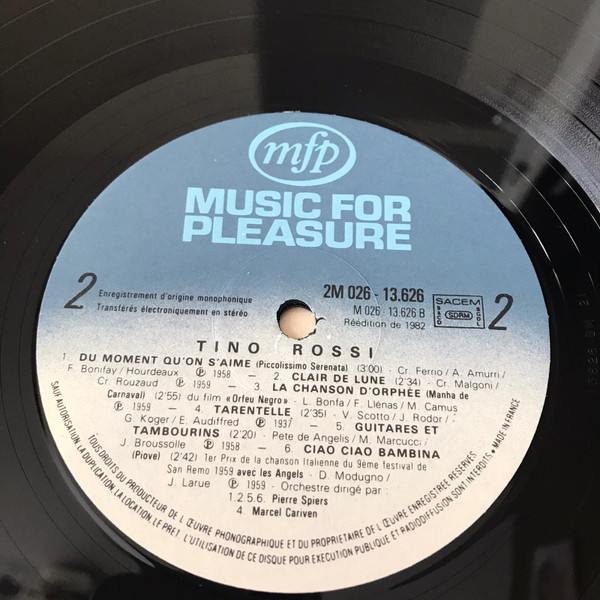 mfp
MUSIC FOR
PLEASURE
2
Enregistrement d'origine monophonique
Transférés électroniquement en stéréo
2M 026 - 13.626
M 026 - 13.626 B
Réédition de 1982
SACEM
SACD
SDRM
SGDL
2
TINO ROSSI
1. DU MOMENT QU'ON S'AIME (Piccolissimo Serenata) (3:00) - Cr. Ferrio / A. Amurri /
F. Bonifay / Hourdeaux ℗ 1958 - 2. CLAIR DE LUNE (2'34) - Cr. Malgoni /
Cr. Rouzaud ℗ 1959 - 3. LA CHANSON D'ORPHÉE (Manha de
Carnaval) (2'55) du film «Orfeu Negro» - L. Bonfa / F. Llénas / M. Camus
℗ 1959 - 4. TARENTELLE (2'35) - V. Scotto / J. Rodor /
G. Koger / E. Audiffred ℗ 1937 - 5. GUITARES ET
TAMBOURINS (2'20) - Pete de Angelis / M. Marcucci /
J. Broussolle ℗ 1958 - 6. CIAO CIAO BAMBINA
(Piove) (2'42) 1er Prix de la chanson italienne du 9ème festival de
San Remo 1959 avec les Angels - D. Modugno /
J. Larue ℗ 1959 - Orchestre dirigé par :
1.2.5.6. Pierre Spiers
4. Marcel Cariven
TOUS DROITS DU PRODUCTEUR DE L'ŒUVRE PHONOGRAPHIQUE ET DU PROPRIETAIRE DE L'ŒUVRE ENREGISTREE RESERVES
SAUF AUTORISATION, LA DUPLICATION, LA LOCATION, LE PRET, L'UTILISATION DE CE DISQUE POUR EXECUTION PUBLIQUE ET RADIODIFFUSION SONT INTERDITS. • MADE IN FRANCE